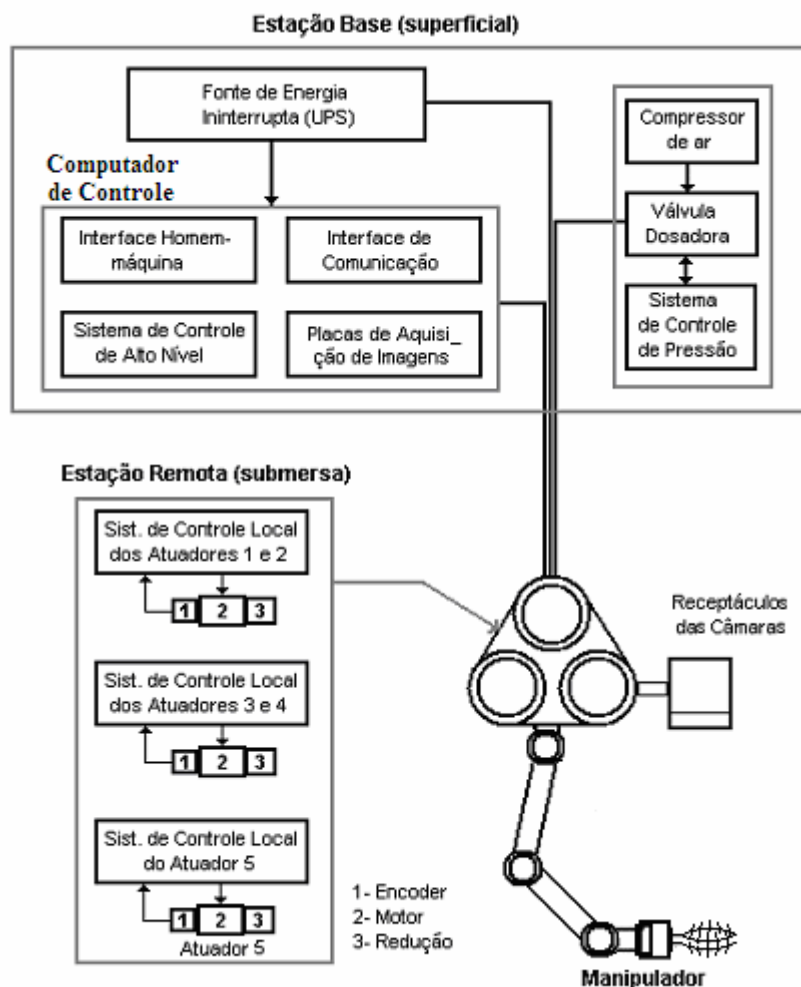 Estação Base (superficial)
Fonte de Energia
Ininterrupta (UPS)
Compressor
de ar
Computador
de Controle
Interface Homem-
máquina
Interface de
Comunicação
Válvula
Dosadora
Sistema de Controle
de Alto Nível
Placas de Aquisi_
ção de Imagens
Sistema
de Controle
de Pressão
Estação Remota (submersa)
Sist. de Controle Local
dos Atuadores 1 e 2
1 2 3
Receptáculos
das Câmaras
Sist. de Controle Local
dos Atuadores 3 e 4
1 2 3
Sist. de Controle Local
do Atuador 5
1 2 3
Atuador 5
1- Encoder
2- Motor
3- Redução
Manipulador